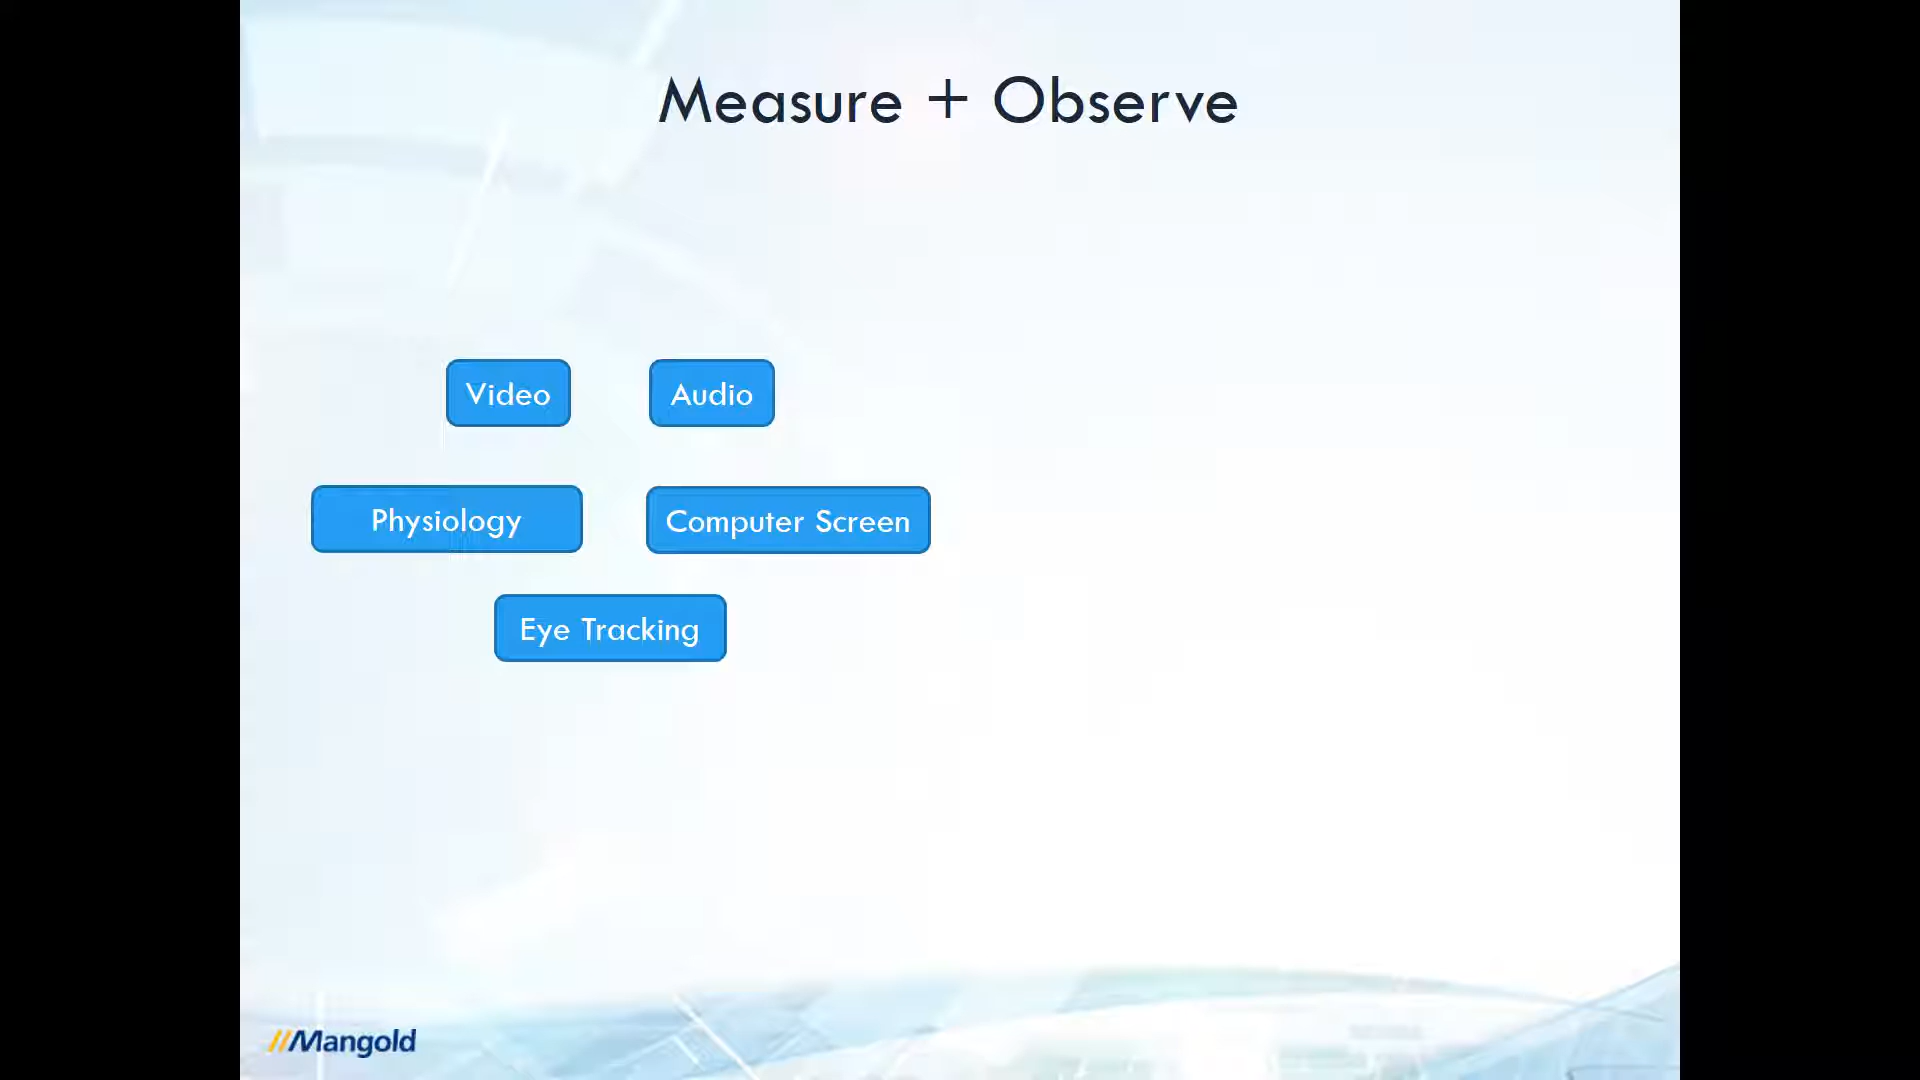 Measure + Observe
Video
Audio
Physiology
Computer Screen
Eye Tracking
//Mangold